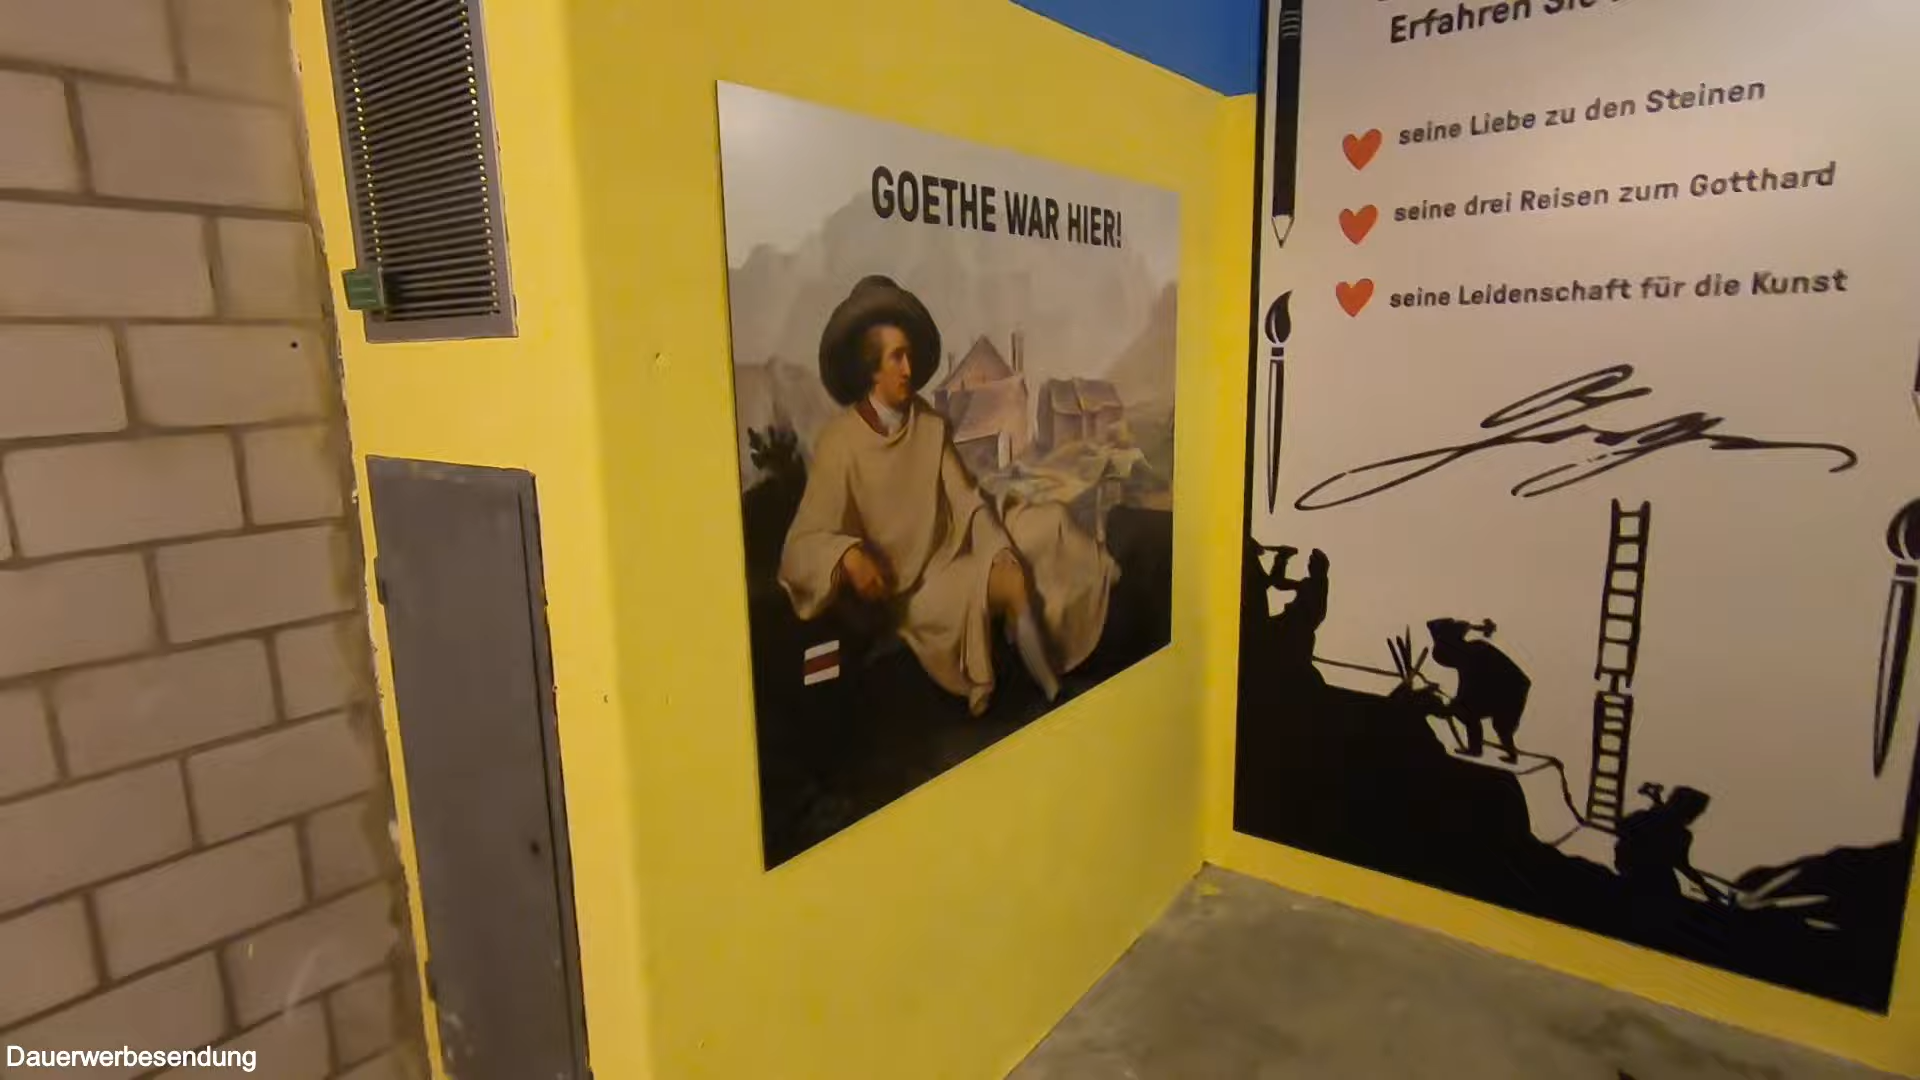 GOETHE WAR HIER!
Erfahren Sie
seine Liebe zu den Steinen
seine drei Reisen zum Gotthard
seine Leidenschaft für die Kunst
Dauerwerbesendung